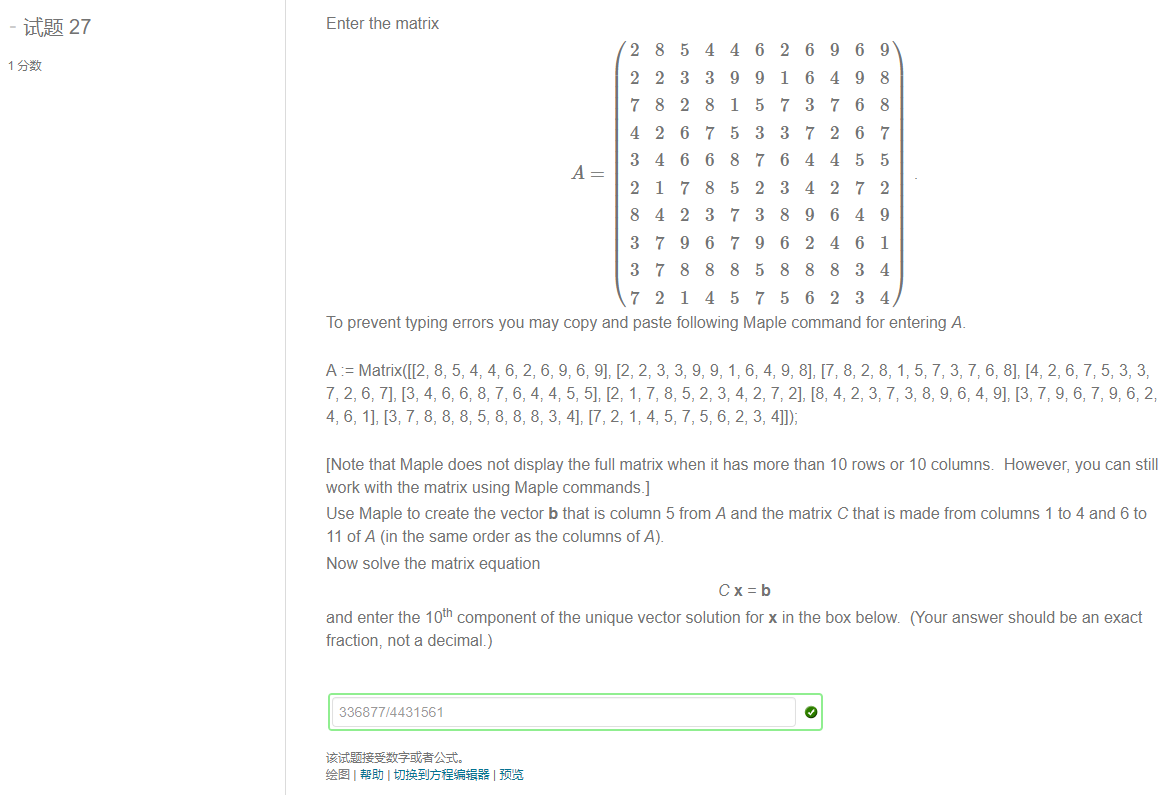 - 试题 27
1 分数
Enter the matrix
A =
2 8 5 4 4 6 2 6 9 6 9
2 2 3 3 9 9 1 6 4 9 8
7 8 2 8 1 5 7 3 7 6 8
4 2 6 7 5 3 3 7 2 6 7
3 4 6 6 8 7 6 4 4 5 5
2 1 7 8 5 2 3 4 2 7 2
8 4 2 3 7 3 8 9 6 4 9
3 7 9 6 7 9 6 2 4 6 1
3 7 8 8 8 5 8 8 8 3 4
7 2 1 4 5 7 5 6 2 3 4
.
To prevent typing errors you may copy and paste following Maple command for entering A.
A := Matrix([[2, 8, 5, 4, 4, 6, 2, 6, 9, 6, 9], [2, 2, 3, 3, 9, 9, 1, 6, 4, 9, 8], [7, 8, 2, 8, 1, 5, 7, 3, 7, 6, 8], [4, 2, 6, 7, 5, 3, 3,
7, 2, 6, 7], [3, 4, 6, 6, 8, 7, 6, 4, 4, 5, 5], [2, 1, 7, 8, 5, 2, 3, 4, 2, 7, 2], [8, 4, 2, 3, 7, 3, 8, 9, 6, 4, 9], [3, 7, 9, 6, 7, 9, 6, 2,
4, 6, 1], [3, 7, 8, 8, 8, 5, 8, 8, 8, 3, 4], [7, 2, 1, 4, 5, 7, 5, 6, 2, 3, 4]]);
[Note that Maple does not display the full matrix when it has more than 10 rows or 10 columns. However, you can still
work with the matrix using Maple commands.]
Use Maple to create the vector b that is column 5 from A and the matrix C that is made from columns 1 to 4 and 6 to
11 of A (in the same order as the columns of A).
Now solve the matrix equation
C x = b
and enter the 10th component of the unique vector solution for x in the box below. (Your answer should be an exact
fraction, not a decimal.)
336877/4431561
该试题接受数字或者公式。
绘图 | 帮助 | 切换到方程编辑器 | 预览